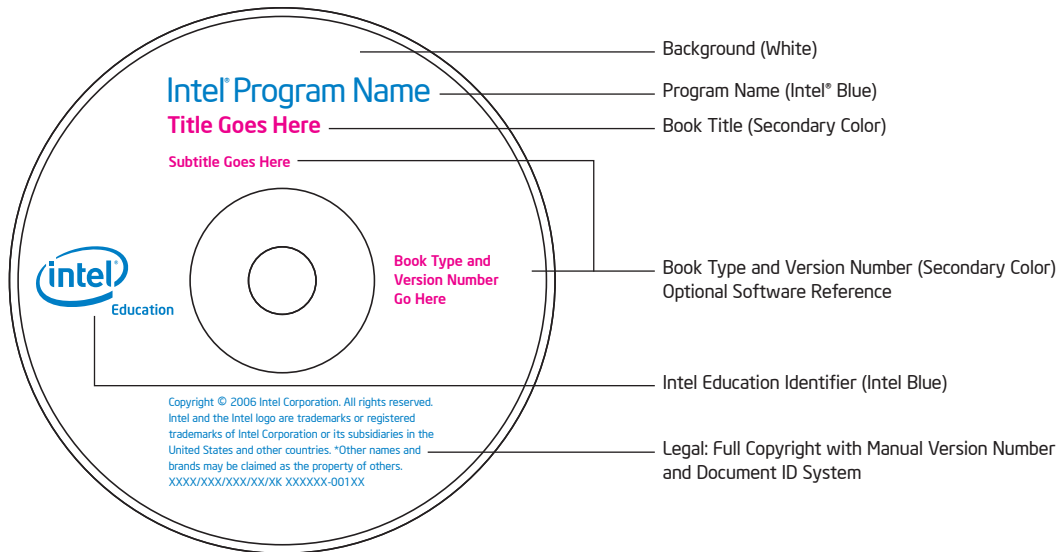 Background (White)
Intel® Program Name
Program Name (Intel® Blue)
Title Goes Here
Book Title (Secondary Color)
Subtitle Goes Here
intel®
Education
Book Type and
Version Number
Go Here
Book Type and Version Number (Secondary Color)
Optional Software Reference
Intel Education Identifier (Intel Blue)
Copyright © 2006 Intel Corporation. All rights reserved.
Intel and the Intel logo are trademarks or registered
trademarks of Intel Corporation or its subsidiaries in the
United States and other countries. *Other names and
brands may be claimed as the property of others.
XXXX/XXX/XXX/XX/XK XXXXXX-001XX
Legal: Full Copyright with Manual Version Number
and Document ID System